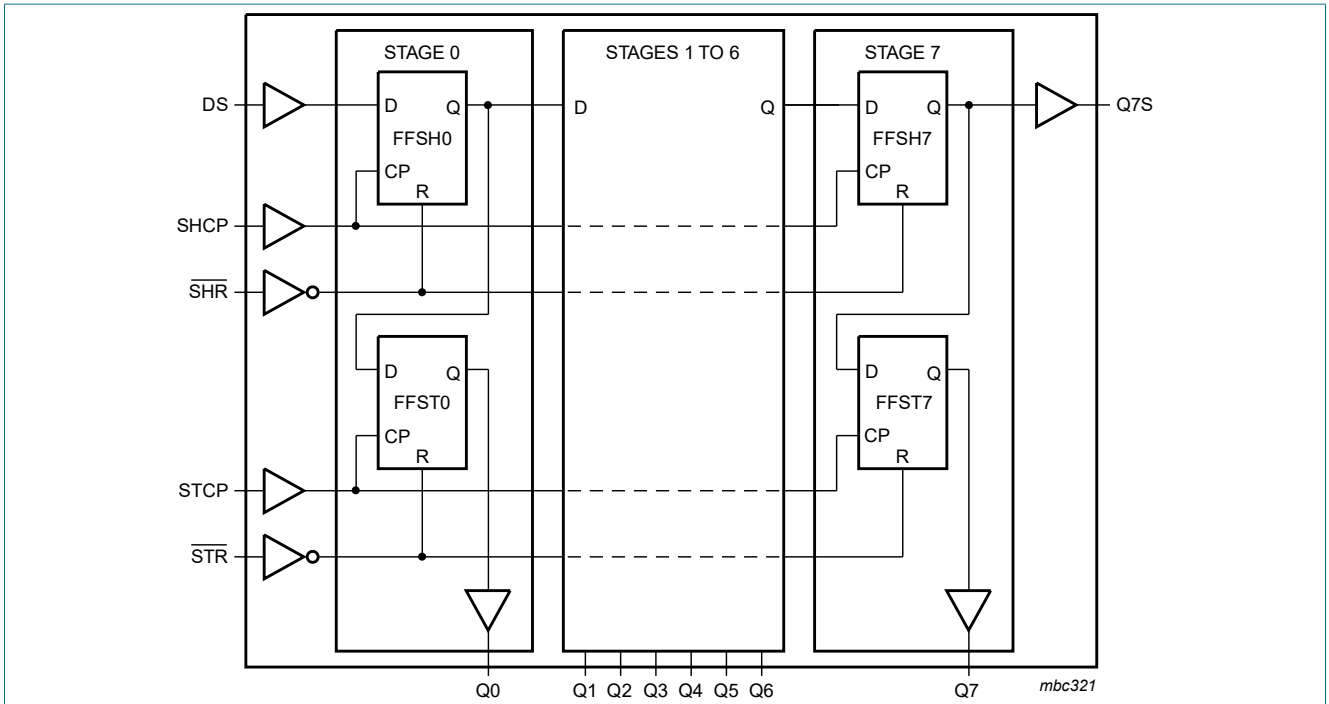 STAGE 0
STAGES 1 TO 6
STAGE 7
DS
D
Q
FFSH0
CP
R
D
Q
D
Q
FFSH7
CP
R
Q7S
SHCP
SHR
D
Q
FFST0
CP
R
D
Q
FFST7
CP
R
STCP
STR
Q0
Q1
Q2
Q3
Q4
Q5
Q6
Q7
mbc321